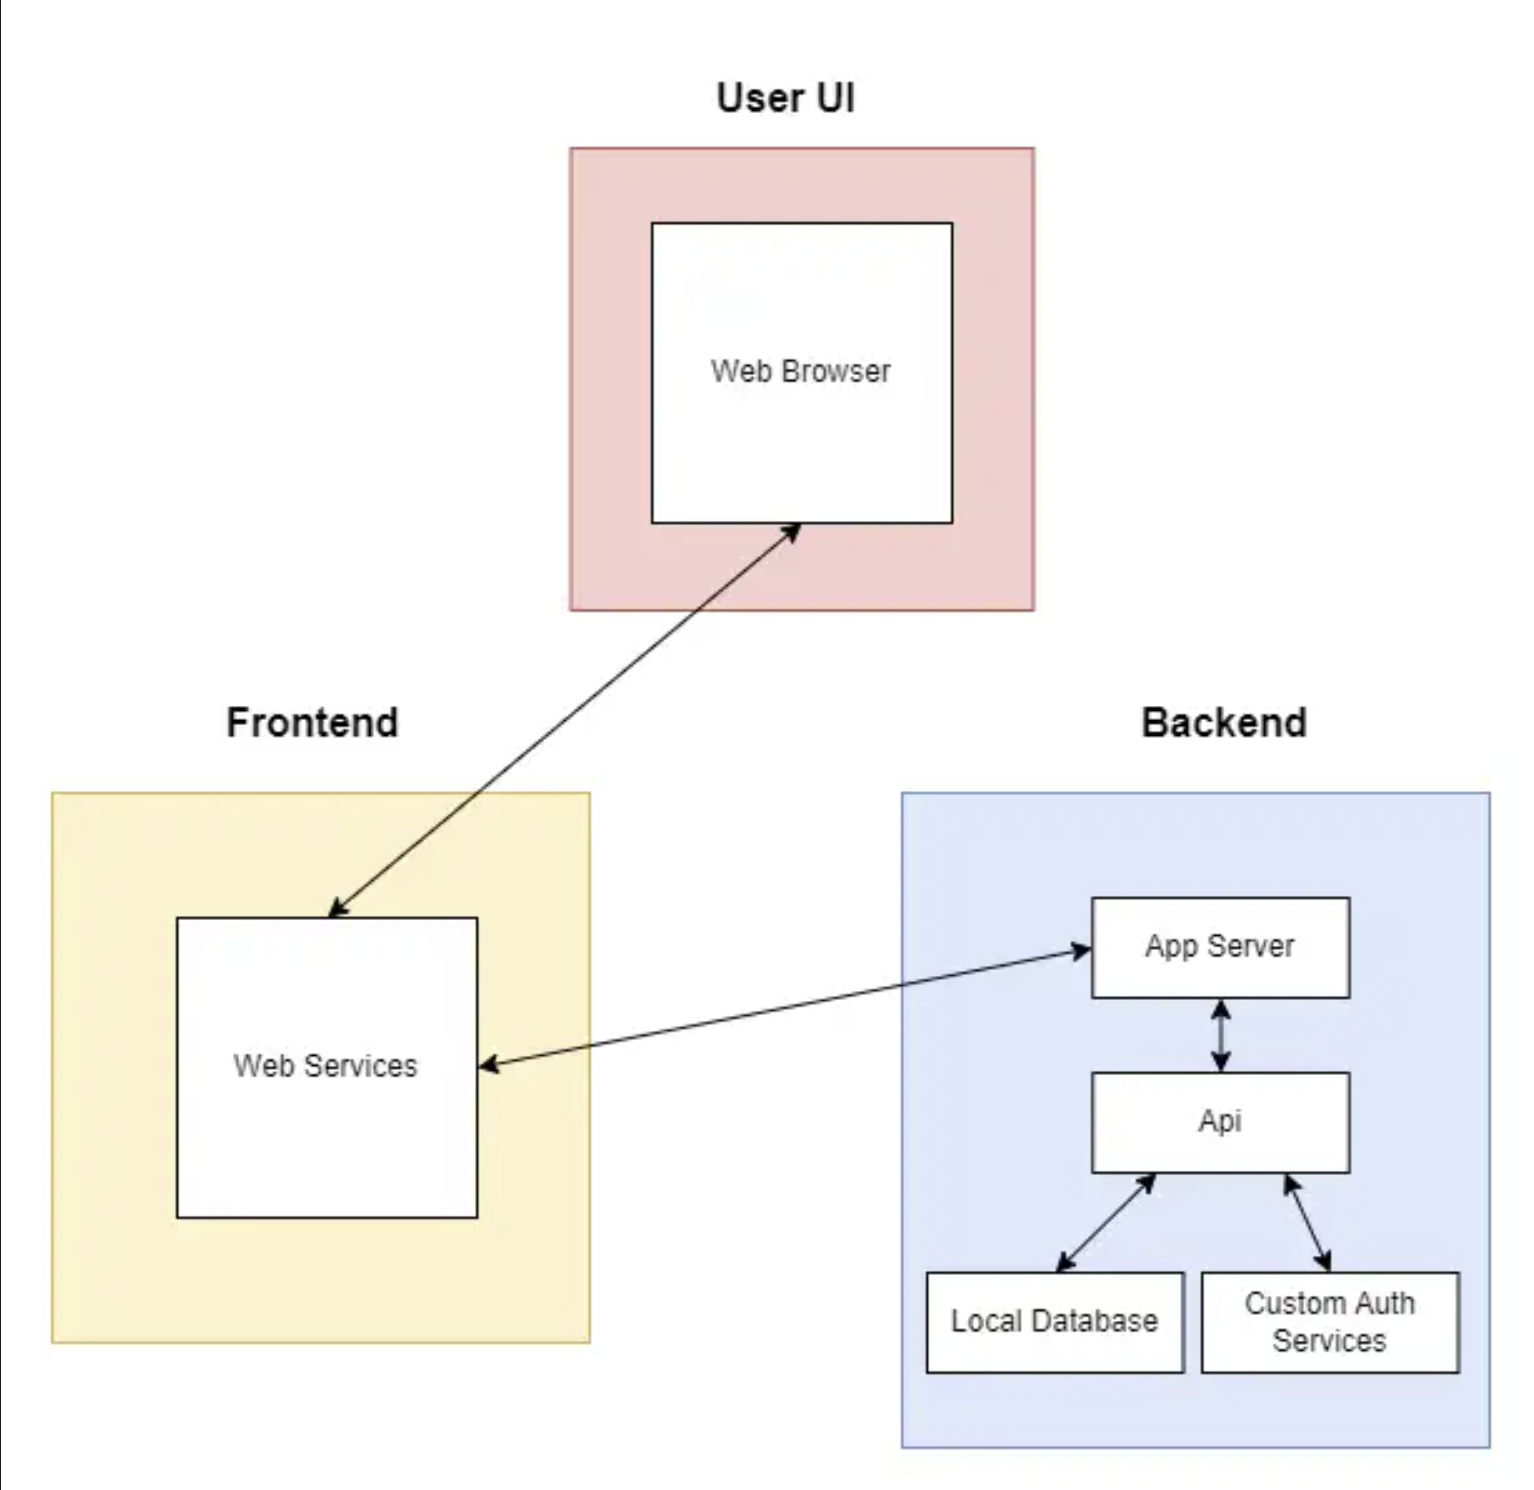 User UI
Web Browser
Frontend
Backend
Web Services
App Server
Api
Local Database
Custom Auth
Services